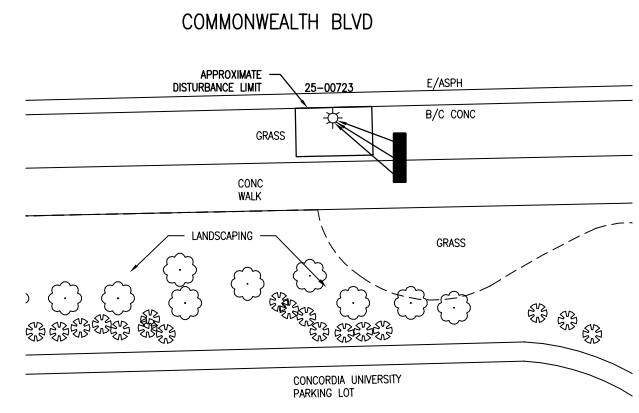 COMMONWEALTH BLVD
APPROXIMATE
DISTURBANCE LIMIT
25-00723
E/ASPH
B/C CONC
GRASS
CONC
WALK
LANDSCAPING
GRASS
CONCORDIA UNIVERSITY
PARKING LOT